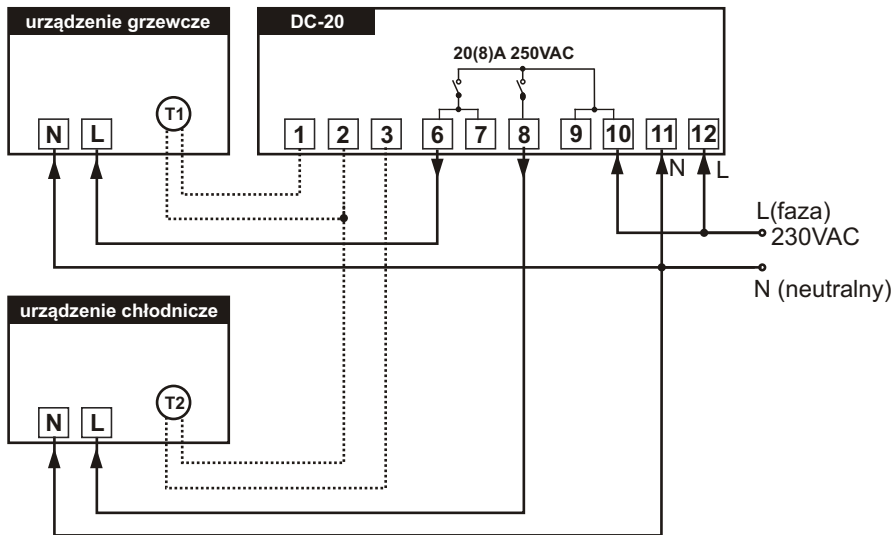 urządzenie grzewcze
DC-20
20(8)A 250VAC
T1
N L
1 2 3 6 7 8 9 10 11 12
N L
L(faza)
230VAC
N (neutralny)
urządzenie chłodnicze
T2
N L